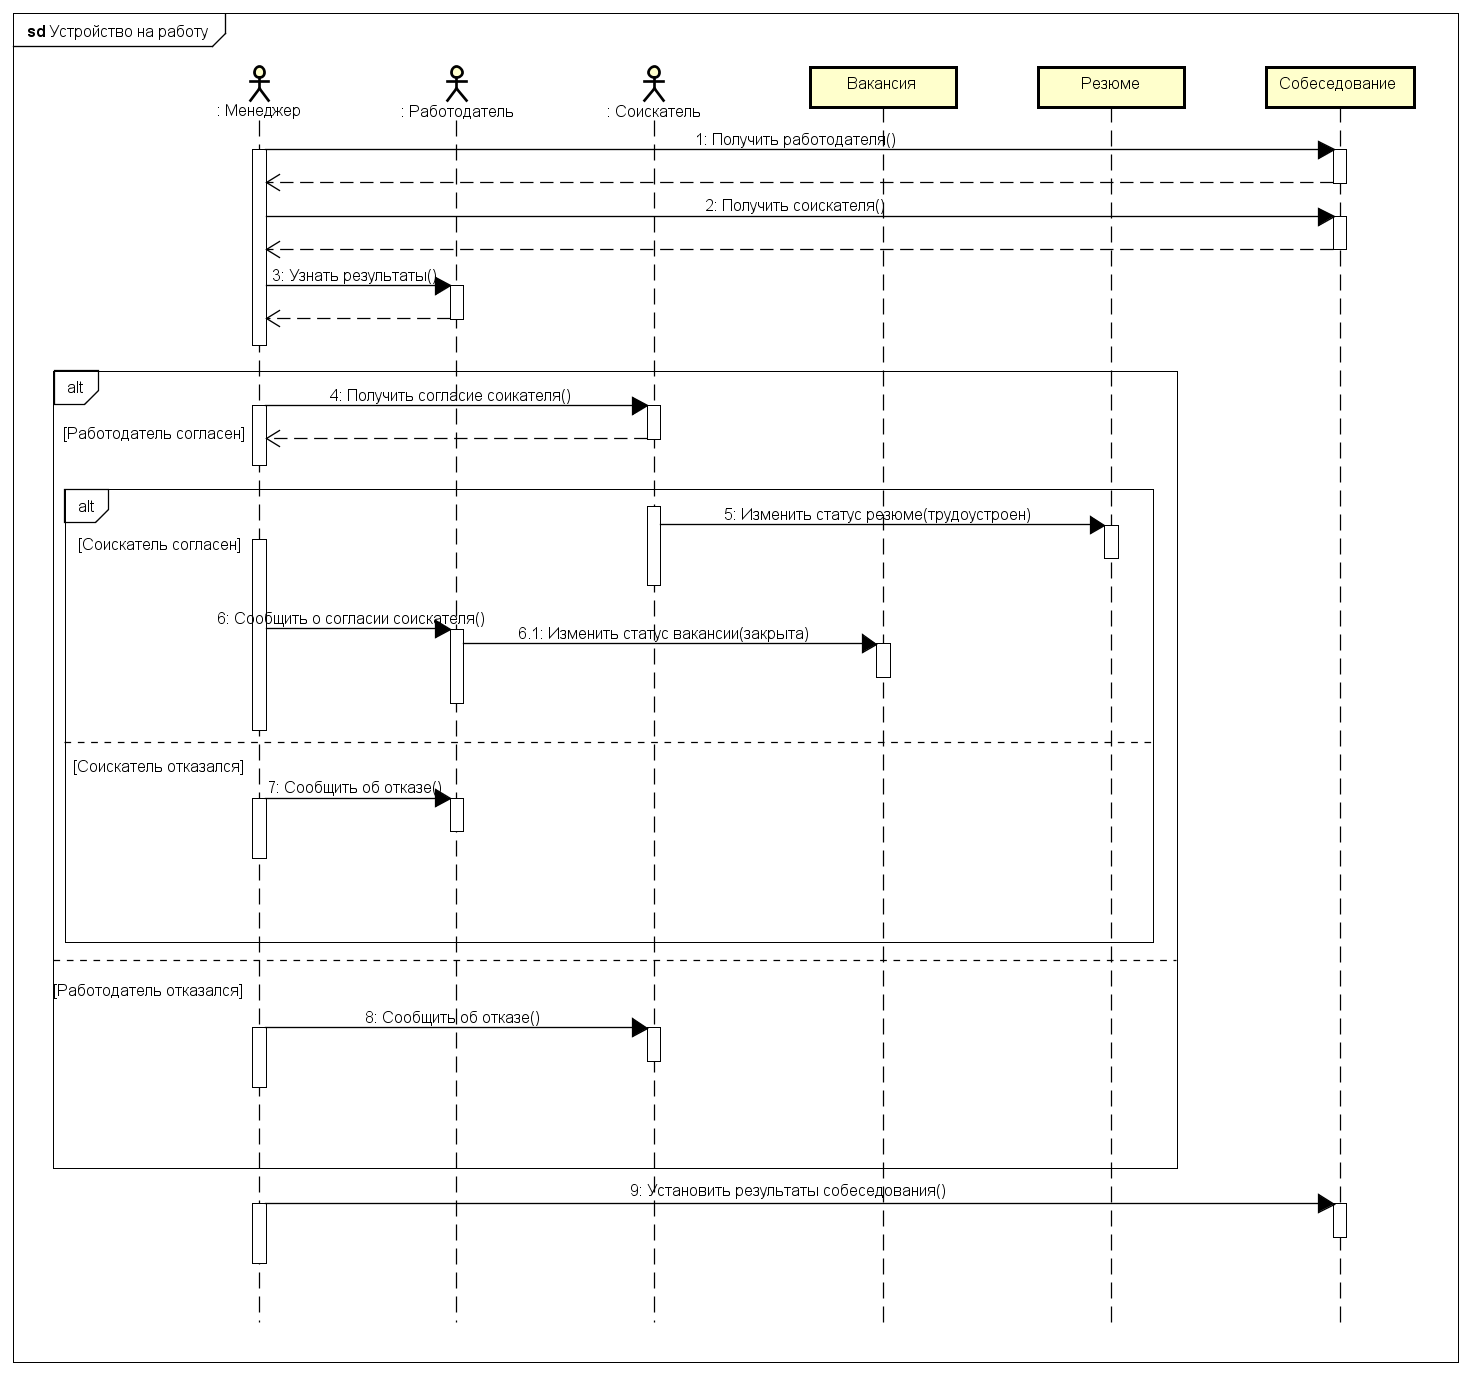 sd Устройство на работу
: Менеджер
: Работодатель
: Соискатель
Вакансия
Резюме
Собеседование
1: Получить работодателя()
2: Получить соискателя()
3: Узнать результаты()
alt
4: Получить согласие соикателя()
[Работодатель согласен]
alt
5: Изменить статус резюме(трудоустроен)
[Соискатель согласен]
6: Сообщить о согласии соискателя()
6.1: Изменить статус вакансии(закрыта)
[Соискатель отказался]
7: Сообщить об отказе()
[Работодатель отказался]
8: Сообщить об отказе()
9: Установить результаты собеседования()